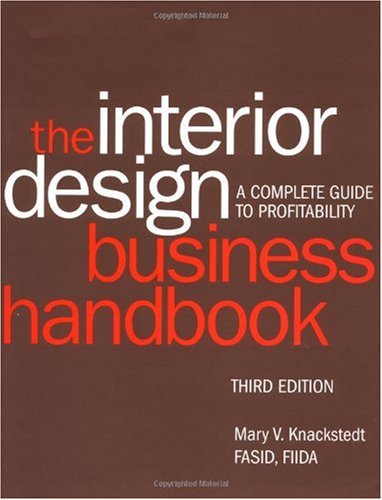 the interior
design
A COMPLETE GUIDE
TO PROFITABILITY
business
handbook
THIRD EDITION
Mary V. Knackstedt
FASID, FIIDA